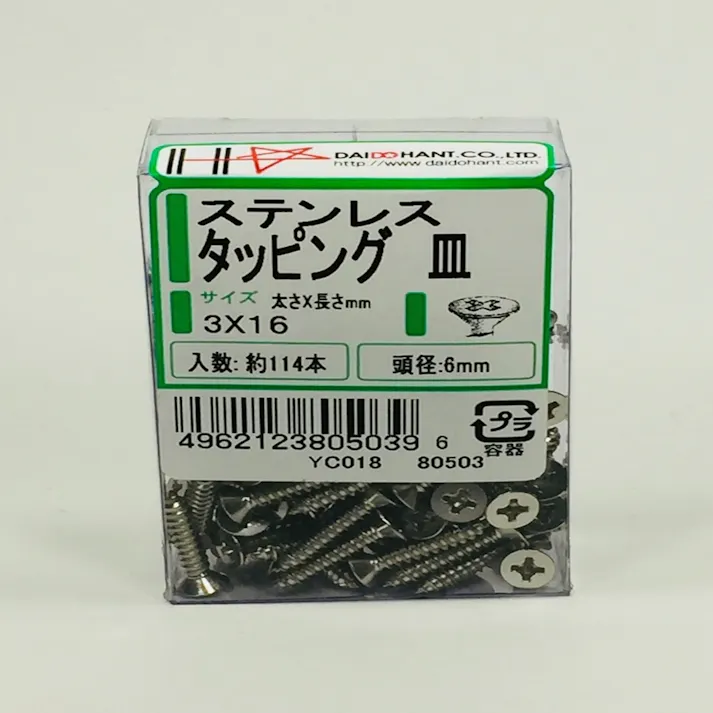 DAIDOHANT.CO.,LTD.
http://www.daidohant.com
ステンレス
タッピング 皿
サイズ 太さX長さmm
3X16
入数:約114本
頭径:6mm
4962123805039 6
プラ
容器
YC018 80503